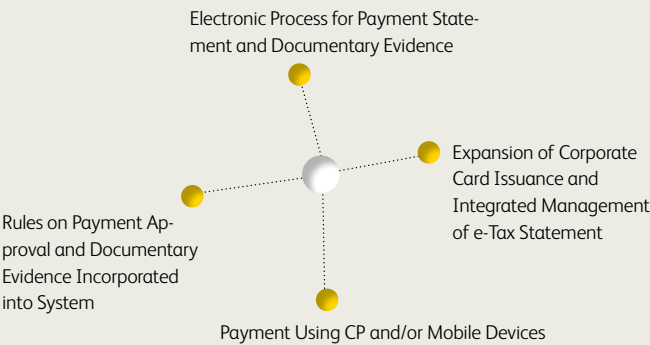 Electronic Process for Payment State-
ment and Documentary Evidence
Expansion of Corporate
Card Issuance and
Integrated Management
of e-Tax Statement
Rules on Payment Ap-
proval and Documentary
Evidence Incorporated
into System
Payment Using CP and/or Mobile Devices